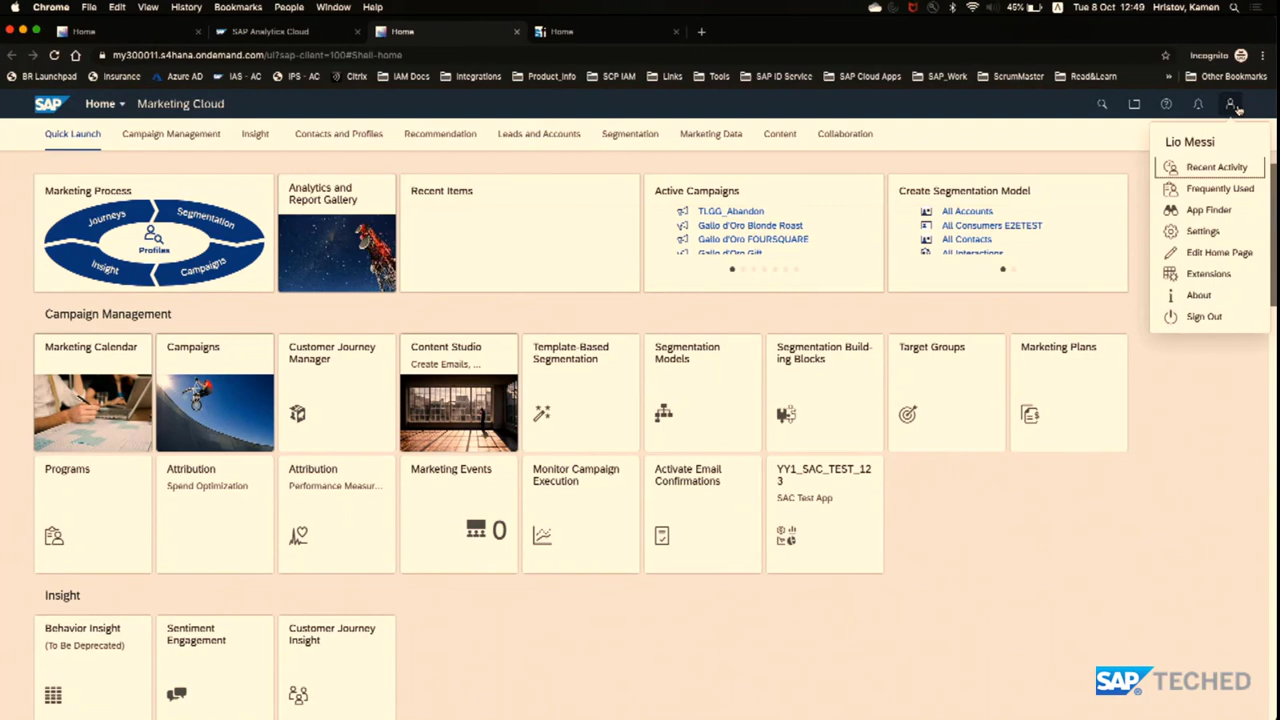 Chrome File Edit View History Bookmarks People Window Help 45% A Tue 8 Oct 12:49 Hristov, Kamen
Home × SAP Analytics Cloud × Home × Home × +
my300011.s4hana.ondemand.com/ui?sap-client=100#Shell-home Incognito
BR Launchpad Insurance Azure AD IAS - AC IPS - AC Citrix IAM Docs Integrations Product_Info SCP IAM Links Tools SAP ID Service SAP Cloud Apps SAP_Work ScrumMaster Read&Learn » Other Bookmarks
SAP Home Marketing Cloud
Quick Launch Campaign Management Insight Contacts and Profiles Recommendation Leads and Accounts Segmentation Marketing Data Content Collaboration
Lio Messi
Recent Activity
Frequently Used
App Finder
Settings
Edit Home Page
Extensions
About
Sign Out
Marketing Process
Journeys
Segmentation
Profiles
Insight
Campaigns
Analytics and
Report Gallery
Recent Items
Active Campaigns
TLGG_Abandon
Gallo d'Oro Blonde Roast
Gallo d'Oro FOURSQUARE
Gallo d'Oro Gift
Create Segmentation Model
All Accounts
All Consumers E2ETEST
All Contacts
All Interactions
Campaign Management
Marketing Calendar
Campaigns
Customer Journey
Manager
Content Studio
Create Emails, ...
Template-Based
Segmentation
Segmentation
Models
Segmentation Build-
ing Blocks
Target Groups
Marketing Plans
Programs
Attribution
Spend Optimization
Attribution
Performance Measur...
Marketing Events
0
Monitor Campaign
Execution
Activate Email
Confirmations
YY1_SAC_TEST_12
3
SAC Test App
Insight
Behavior Insight
(To Be Deprecated)
Sentiment
Engagement
Customer Journey
Insight
SAP TECHED